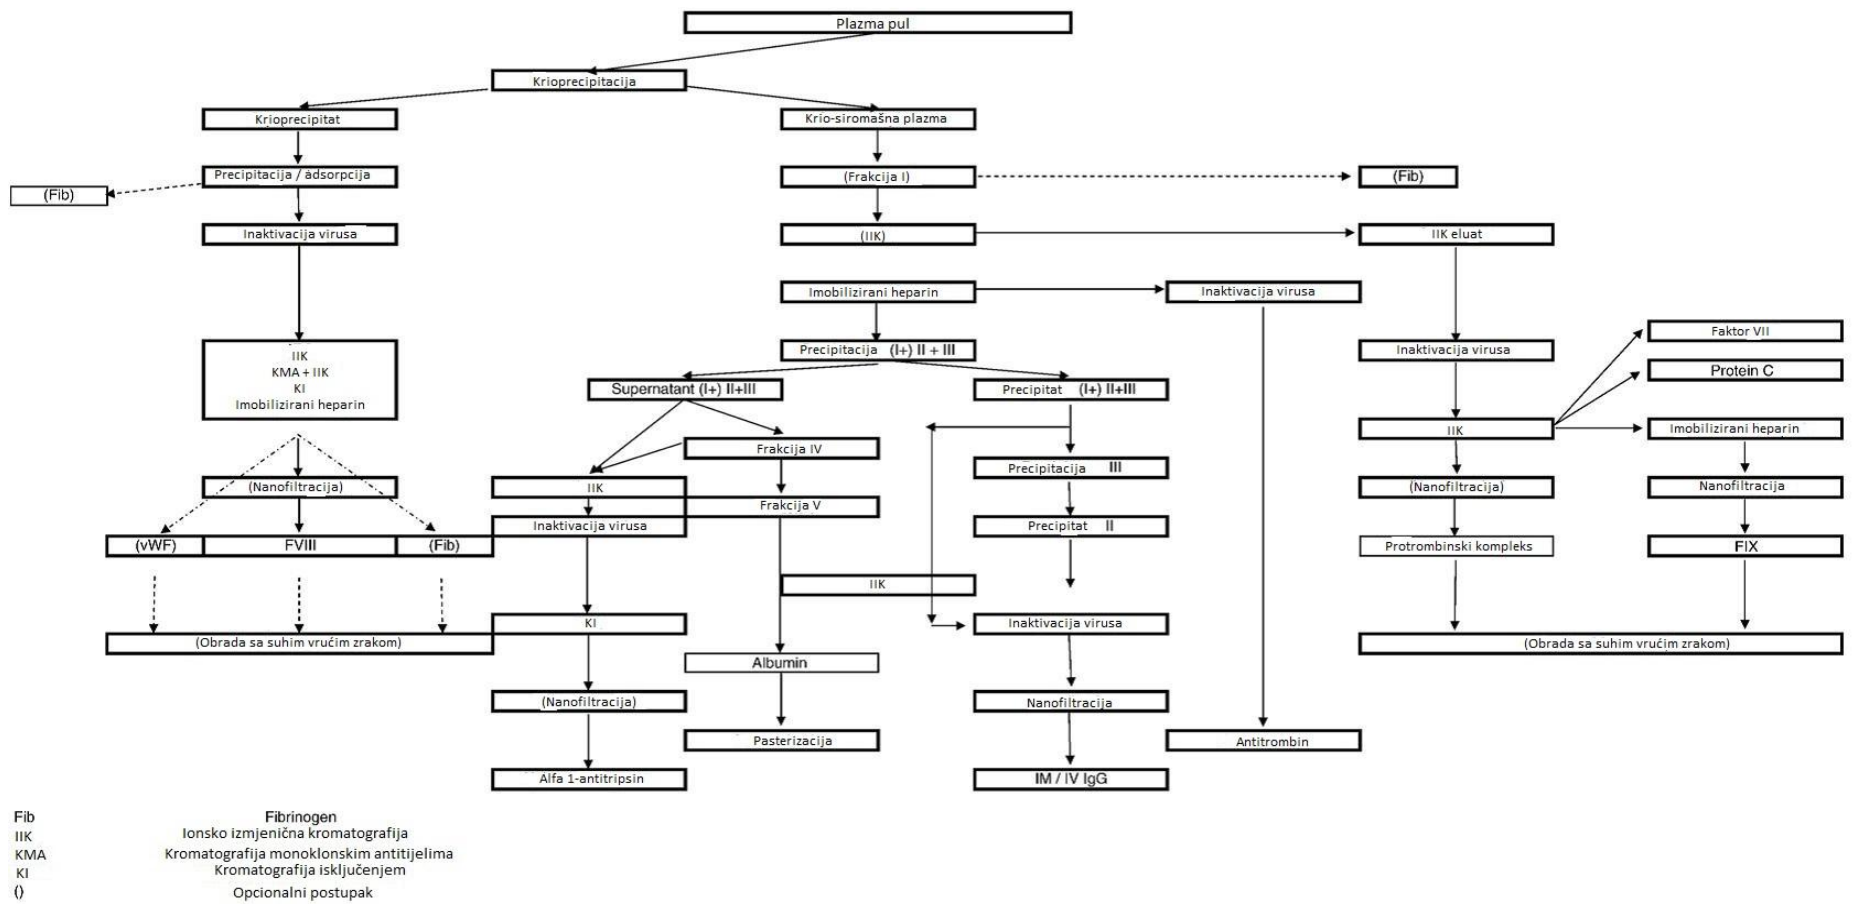 Plazma pul
Krioprecipitacija
Krioprecipitat
Krio-siromašna plazma
Precipitacija / adsorpcija
(Frakcija I)
(Fib)
(Fib)
Inaktivacija virusa
(IIK)
IIK eluat
Imobilizirani heparin
Inaktivacija virusa
Faktor VII
IIK
KMA + IIK
KI
Imobilizirani heparin
Precipitacija (I+) II + III
Inaktivacija virusa
Protein C
Supernatant (I+) II+III
Precipitat (I+) II+III
IIK
Imobilizirani heparin
Frakcija IV
Precipitacija III
(Nanofiltracija)
IIK
(Nanofiltracija)
Nanofiltracija
Frakcija V
Inaktivacija virusa
Precipitat II
(vWF)
FVIII
(Fib)
Protrombinski kompleks
FIX
IIK
KI
Inaktivacija virusa
(Obrada sa suhim vrućim zrakom)
(Obrada sa suhim vrućim zrakom)
Albumin
(Nanofiltracija)
Nanofiltracija
Pasterizacija
Antitrombin
Alfa 1-antitripsin
IM / IV IgG
Fib Fibrinogen
IIK Ionsko izmjenična kromatografija
KMA Kromatografija monoklonskim antitijelima
KI Kromatografija isključenjem
() Opcionalni postupak